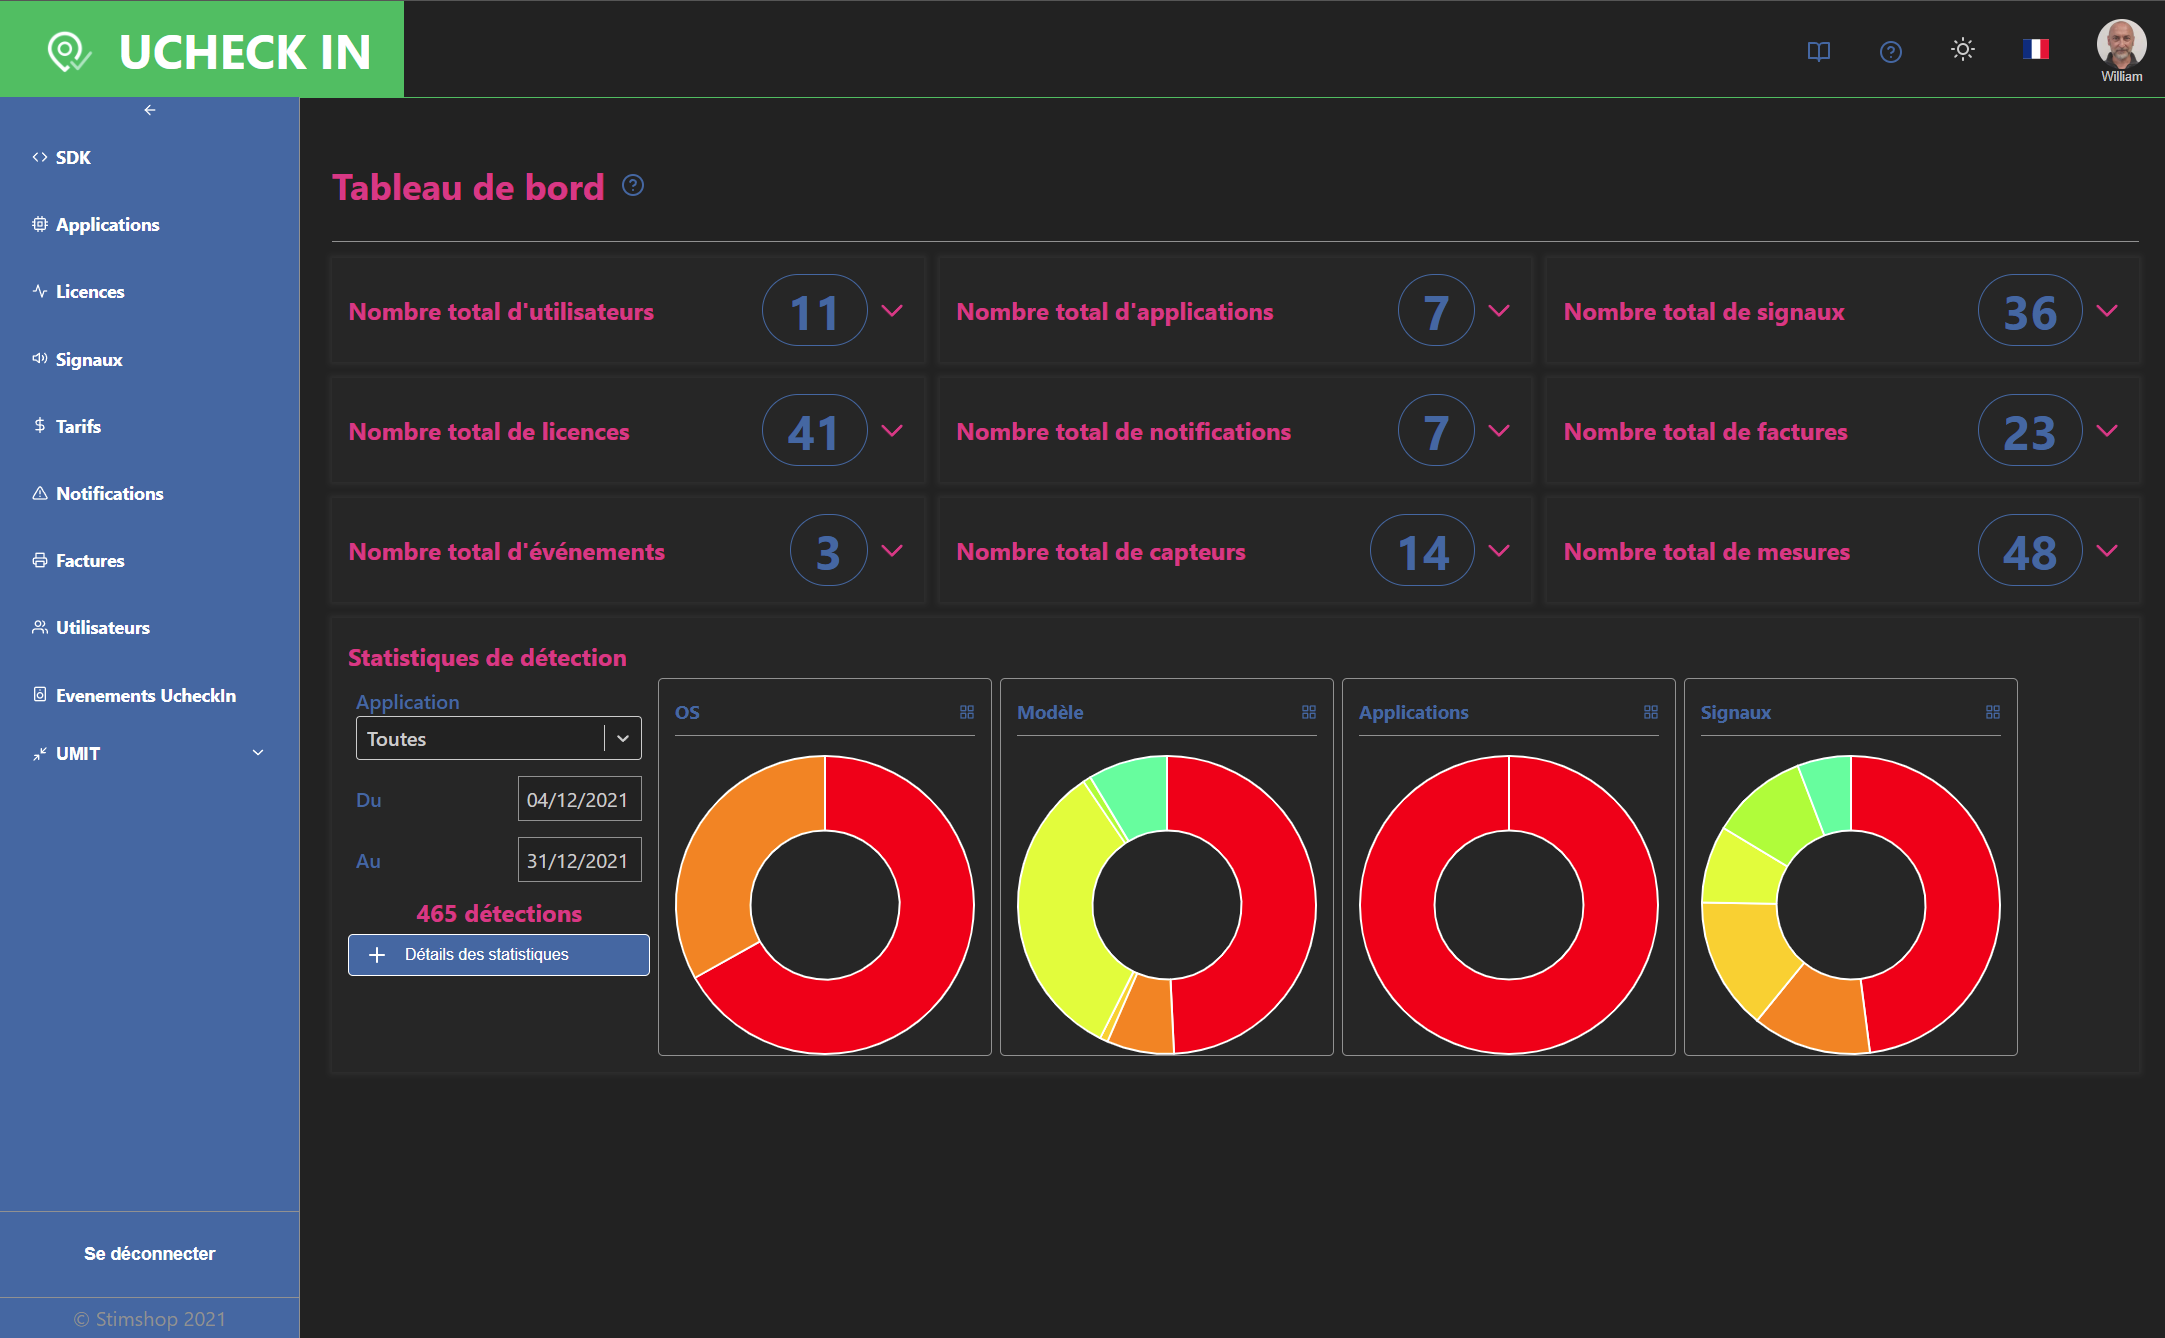 UCHECK IN
William
SDK
Applications
Licences
Signaux
Tarifs
Notifications
Factures
Utilisateurs
Evenements UcheckIn
UMIT
Se déconnecter
© Stimshop 2021
Tableau de bord
Nombre total d'utilisateurs 11
Nombre total d'applications 7
Nombre total de signaux 36
Nombre total de licences 41
Nombre total de notifications 7
Nombre total de factures 23
Nombre total d'événements 3
Nombre total de capteurs 14
Nombre total de mesures 48
Statistiques de détection
Application
Toutes
Du 04/12/2021
Au 31/12/2021
465 détections
Détails des statistiques
OS
Modèle
Applications
Signaux